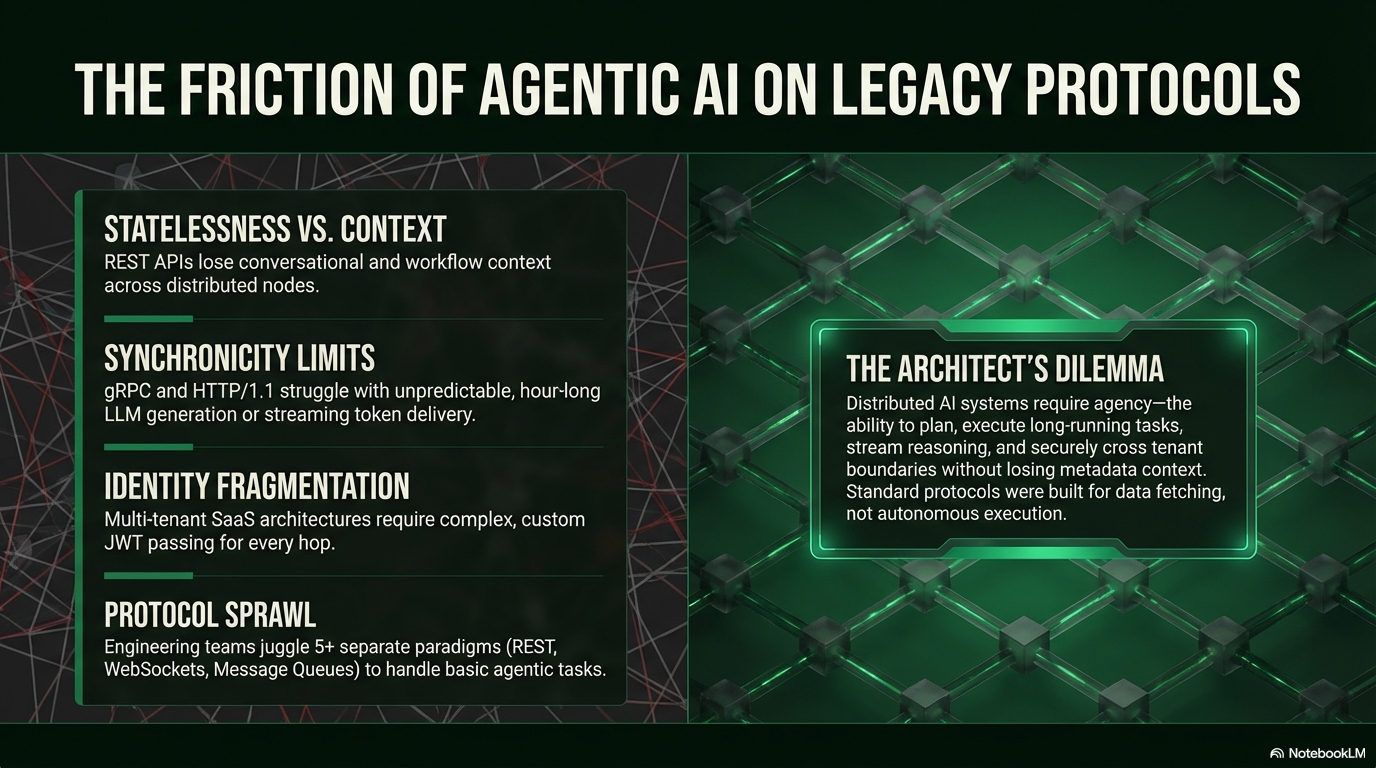 THE FRICTION OF AGENTIC AI ON LEGACY PROTOCOLS
STATELESSNESS VS. CONTEXT
REST APIs lose conversational and workflow context
across distributed nodes.
SYNCHRONICITY LIMITS
gRPC and HTTP/1.1 struggle with unpredictable, hour-long
LLM generation or streaming token delivery.
IDENTITY FRAGMENTATION
Multi-tenant SaaS architectures require complex, custom
JWT passing for every hop.
PROTOCOL SPRAWL
Engineering teams juggle 5+ separate paradigms (REST,
WebSockets, Message Queues) to handle basic agentic tasks.
THE ARCHITECT'S DILEMMA
Distributed AI systems require agency—the
ability to plan, execute long-running tasks,
stream reasoning, and securely cross tenant
boundaries without losing metadata context.
Standard protocols were built for data fetching,
not autonomous execution.
NotebookLM